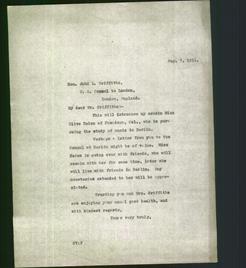 Aug. 7, 1911.
Hon. John L. Griffiths,
U. S. Consul to London,
London, England.
My dear Mr. Griffiths:-
This will introduce my cousin Miss
Olive Eaton of Pasadena, Cal., who is pur-
suing the study of music in Berlin.
Perhaps a letter from you to the
Consul at Berlin might be of value. Miss
Eaton is going over with friends, who will
remain with her for some time, later she
will live with friends in Berlin. Any
courtesies extended to her will be appre-
ciated.
Trusting you and Mrs. Griffiths
are enjoying your usual good health, and
with kindest regards,
Yours very truly,